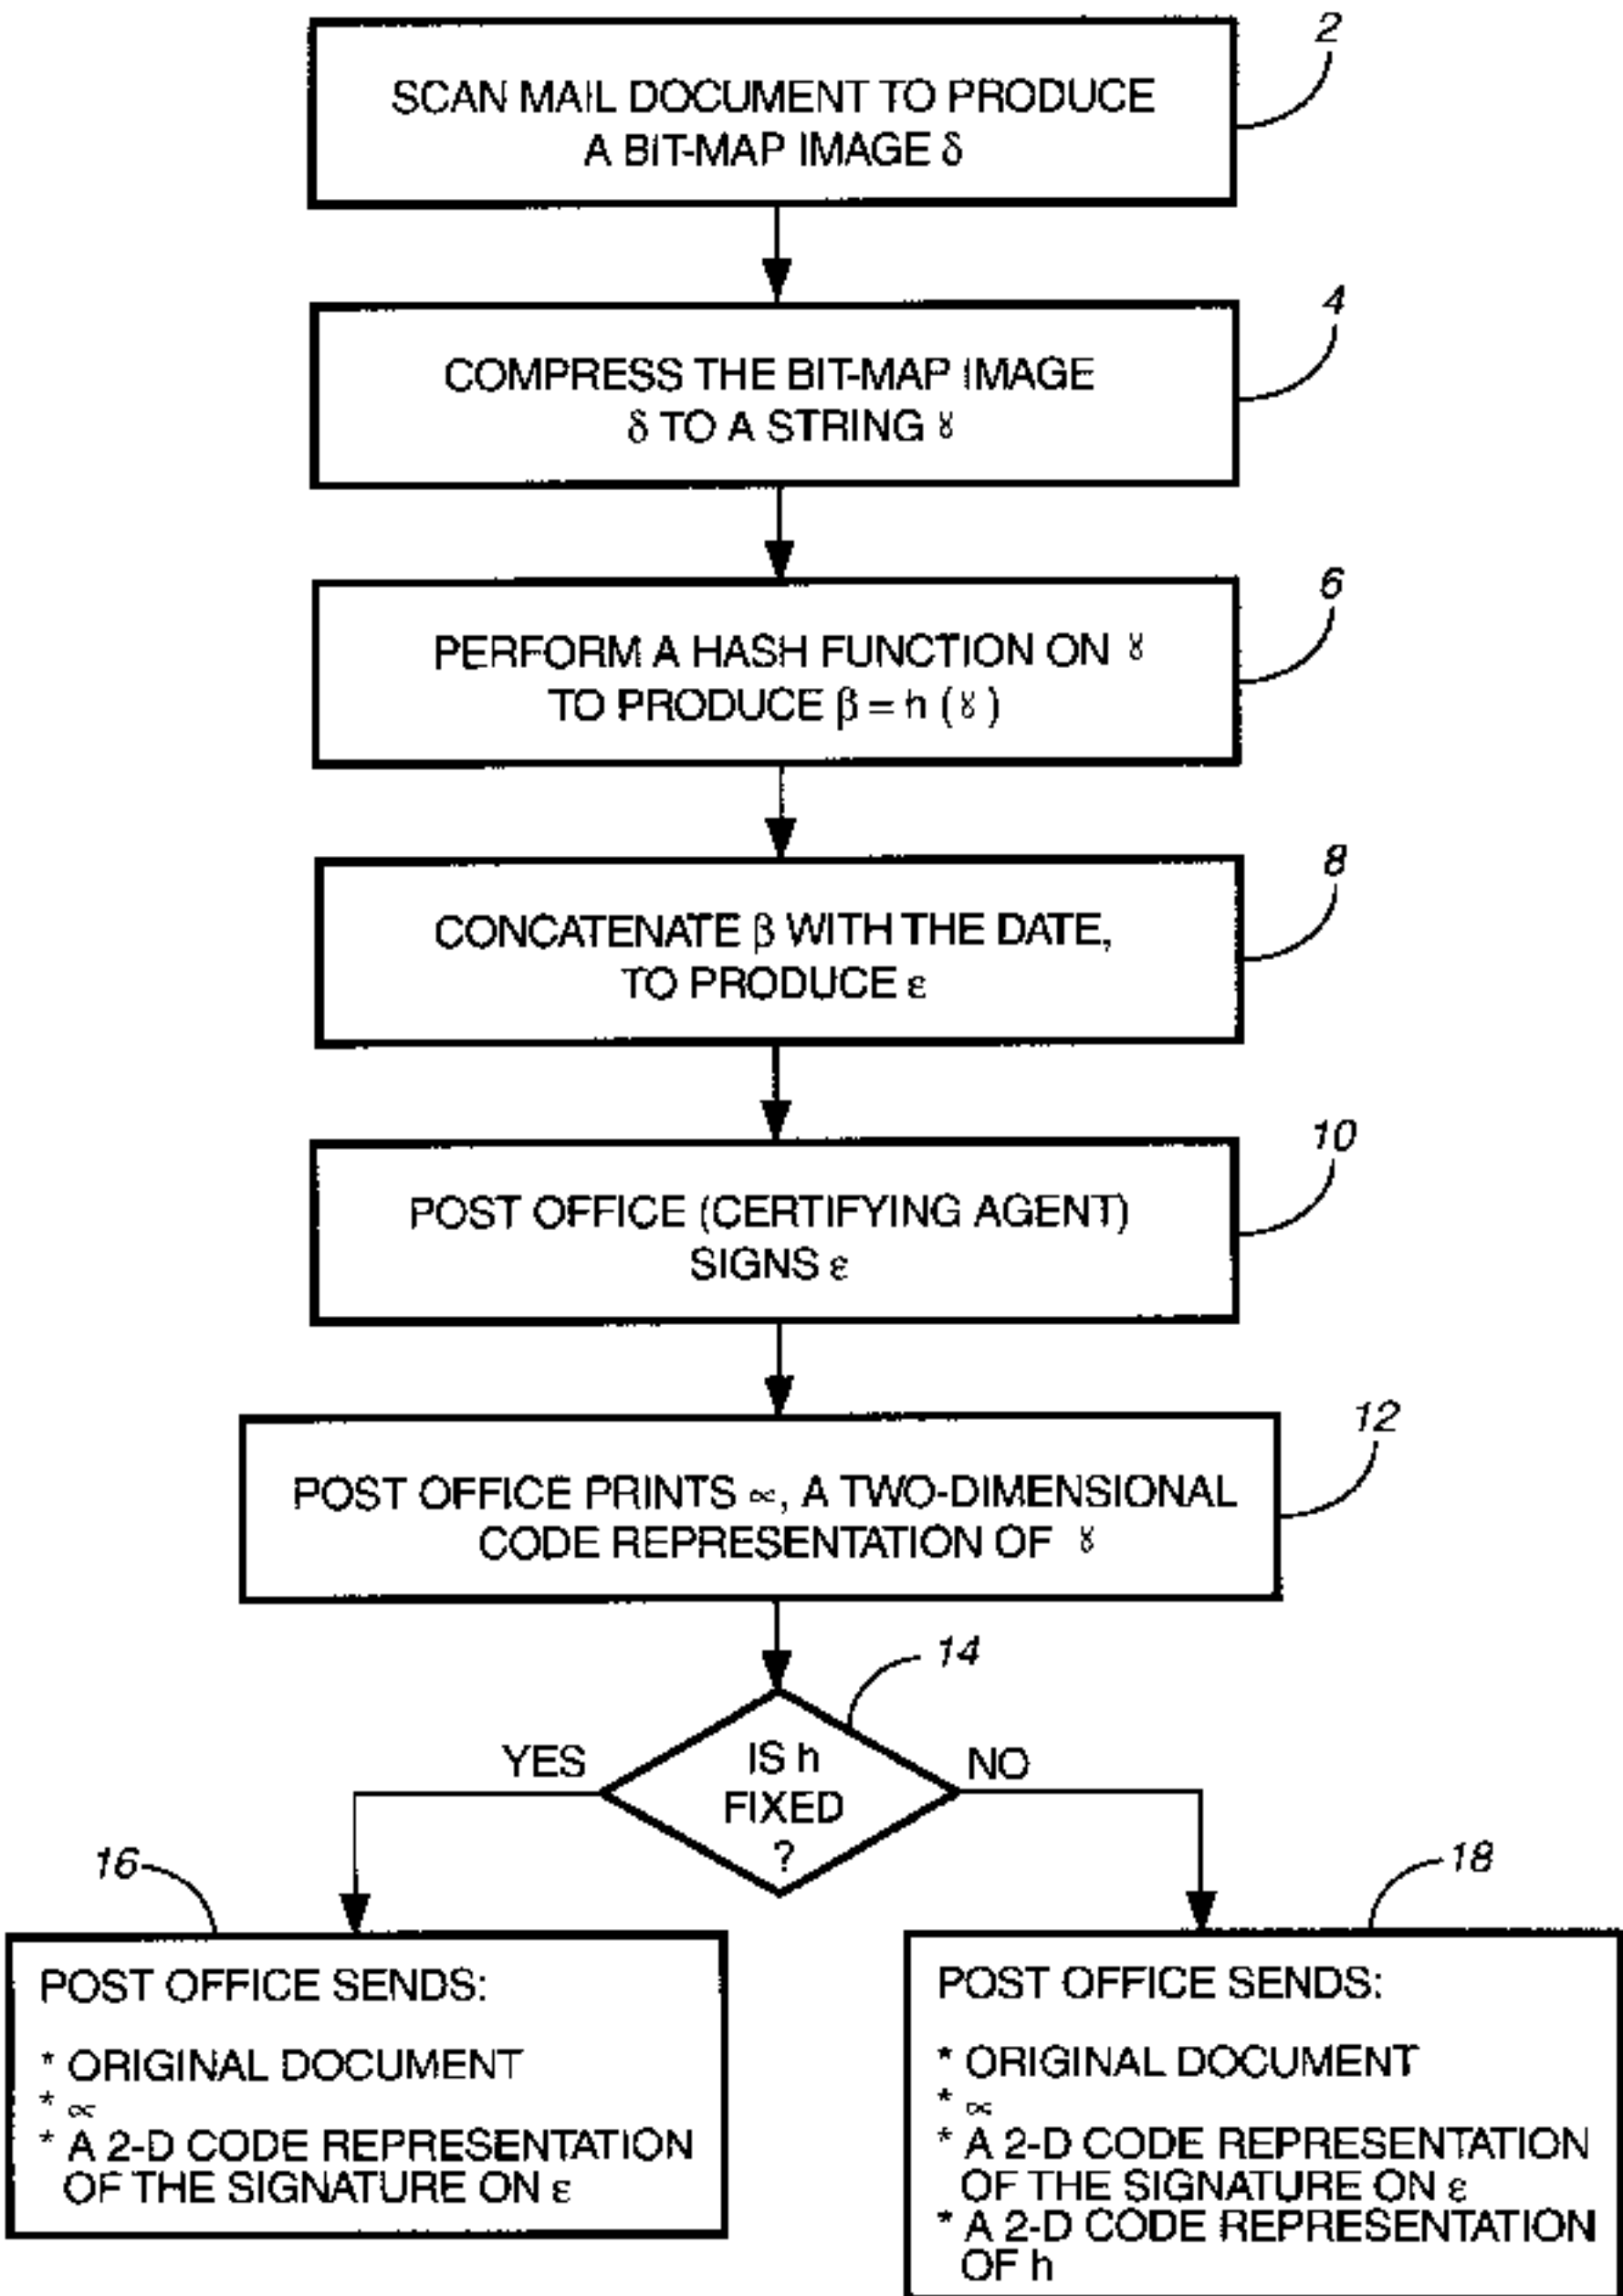 2
SCAN MAIL DOCUMENT TO PRODUCE
A BIT-MAP IMAGE δ
4
COMPRESS THE BIT-MAP IMAGE
δ TO A STRING ɣ
6
PERFORM A HASH FUNCTION ON ɣ
TO PRODUCE β = h (ɣ)
8
CONCATENATE β WITH THE DATE,
TO PRODUCE ε
10
POST OFFICE (CERTIFYING AGENT)
SIGNS ε
12
POST OFFICE PRINTS ∝, A TWO-DIMENSIONAL
CODE REPRESENTATION OF ɣ
14
YES
IS h
FIXED
?
NO
16
POST OFFICE SENDS:
* ORIGINAL DOCUMENT
* ∝
* A 2-D CODE REPRESENTATION
OF THE SIGNATURE ON ε
18
POST OFFICE SENDS:
* ORIGINAL DOCUMENT
* ∝
* A 2-D CODE REPRESENTATION
OF THE SIGNATURE ON ε
* A 2-D CODE REPRESENTATION
OF h